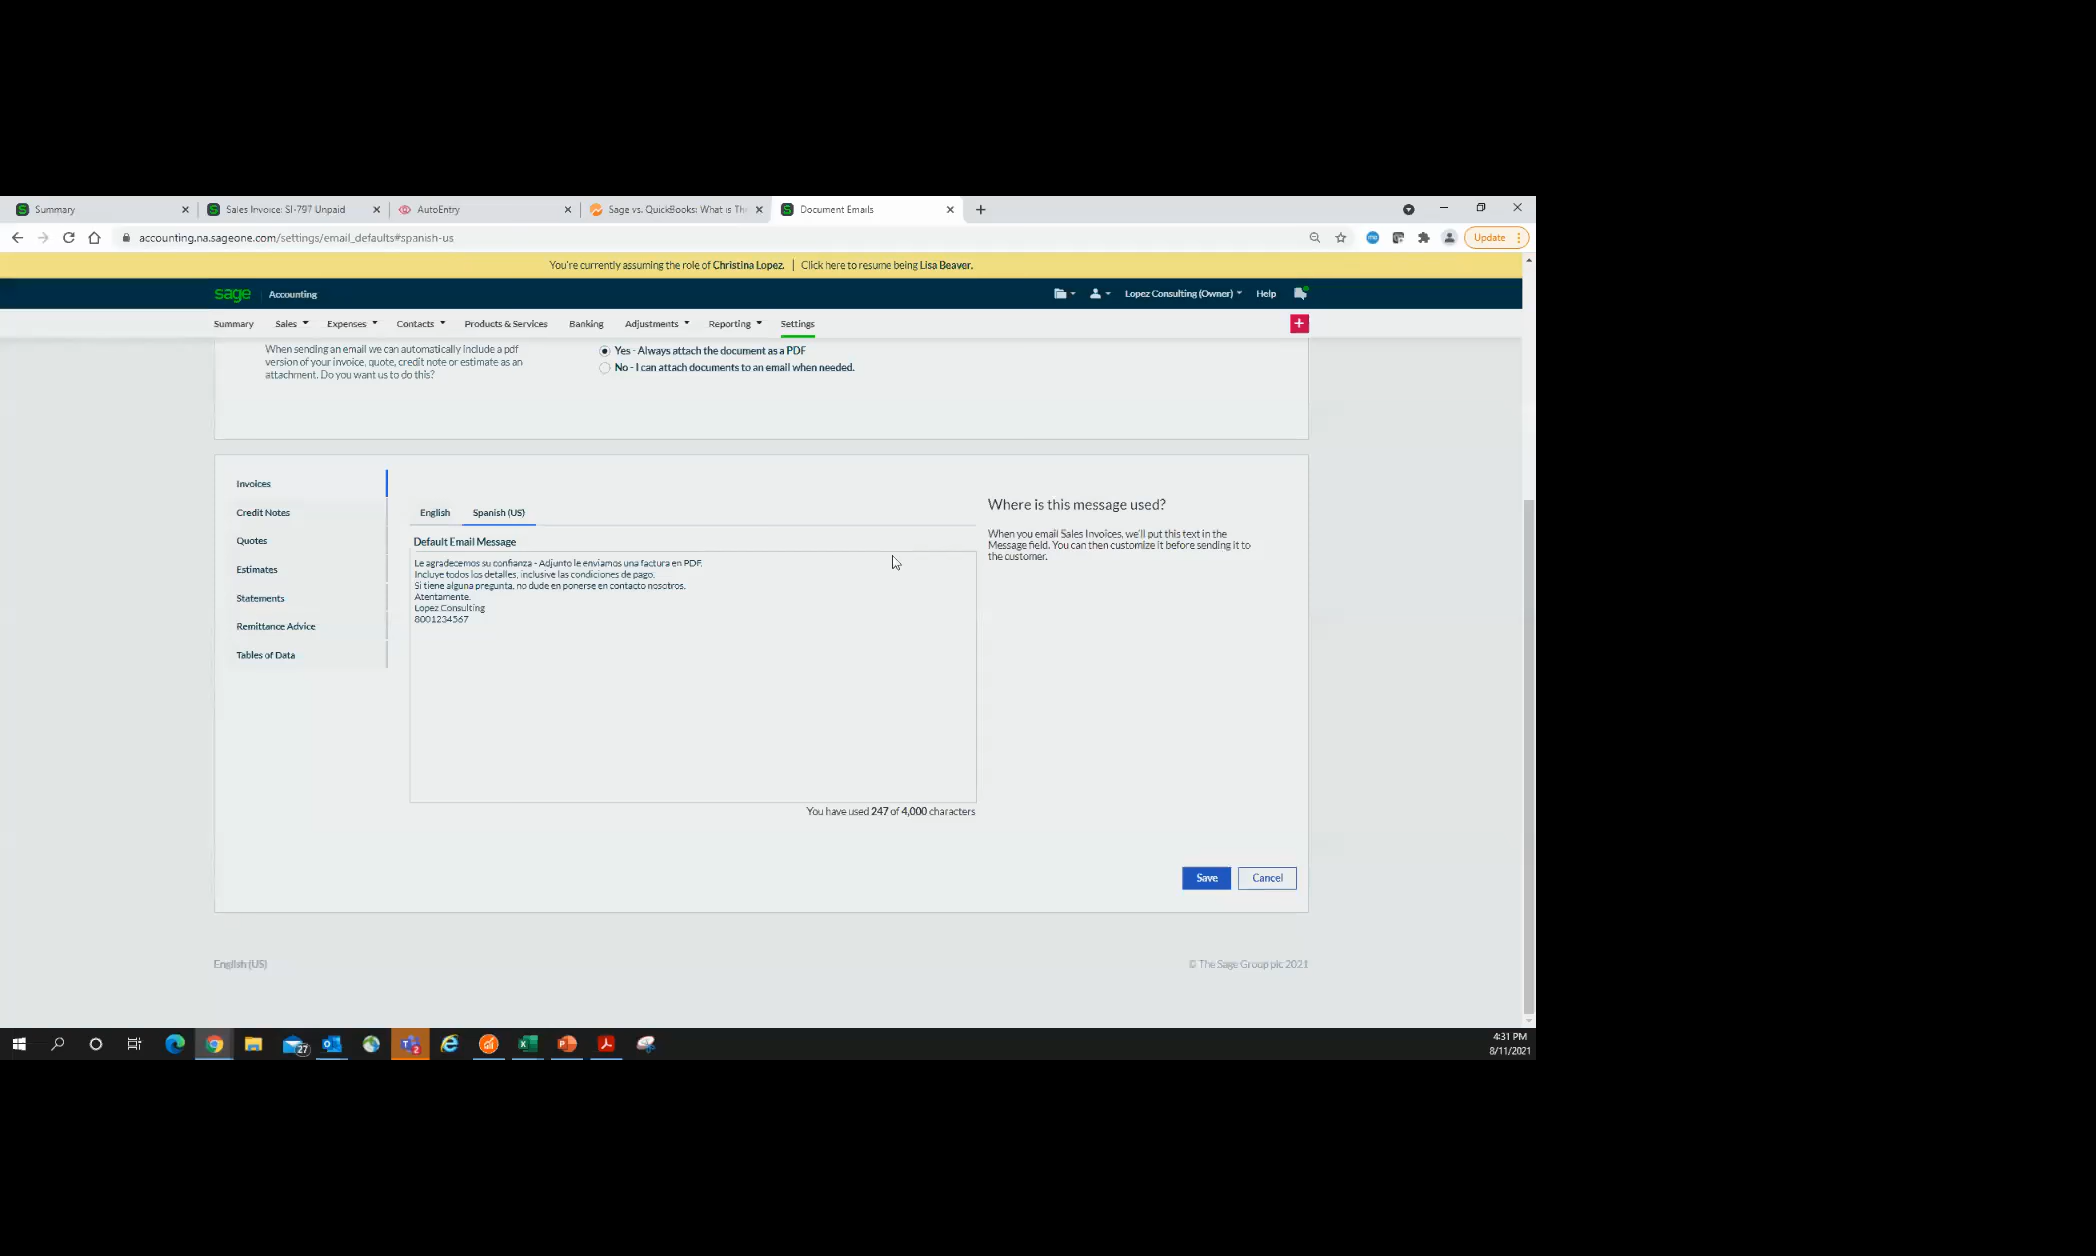 Summary
Sales Invoice: SI-797 Unpaid
AutoEntry
Sage vs. QuickBooks: What is Th
Document Emails
accounting.na.sageone.com/settings/email_defaults#spanish-us
Update
You're currently assuming the role of Christina Lopez. | Click here to resume being Lisa Beaver.
sage Accounting
Lopez Consulting (Owner)
Help
Summary
Sales
Expenses
Contacts
Products & Services
Banking
Adjustments
Reporting
Settings
When sending an email we can automatically include a pdf
version of your invoice, quote, credit note or estimate as an
attachment. Do you want us to do this?
Yes - Always attach the document as a PDF
No - I can attach documents to an email when needed.
Invoices
Credit Notes
Quotes
Estimates
Statements
Remittance Advice
Tables of Data
English
Spanish (US)
Default Email Message
Le agradecemos su confianza - Adjunto le enviamos una factura en PDF.
Incluye todos los detalles, inclusive las condiciones de pago.
Si tiene alguna pregunta, no dude en ponerse en contacto nosotros.
Atentamente.
Lopez Consulting
8001234567
You have used 247 of 4,000 characters
Where is this message used?
When you email Sales Invoices, we'll put this text in the
Message field. You can then customize it before sending it to
the customer.
Save
Cancel
English (US)
© The Sage Group plc 2021
27
2
4:31 PM
8/11/2021